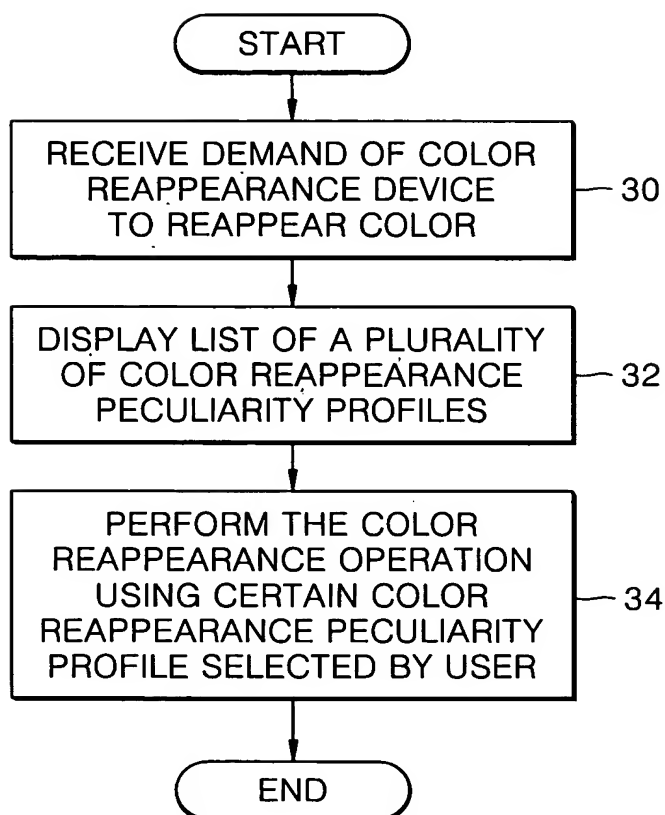 START
RECEIVE DEMAND OF COLOR
REAPPEARANCE DEVICE
TO REAPPEAR COLOR
30
DISPLAY LIST OF A PLURALITY
OF COLOR REAPPEARANCE
PECULIARITY PROFILES
32
PERFORM THE COLOR
REAPPEARANCE OPERATION
USING CERTAIN COLOR
REAPPEARANCE PECULIARITY
PROFILE SELECTED BY USER
34
END